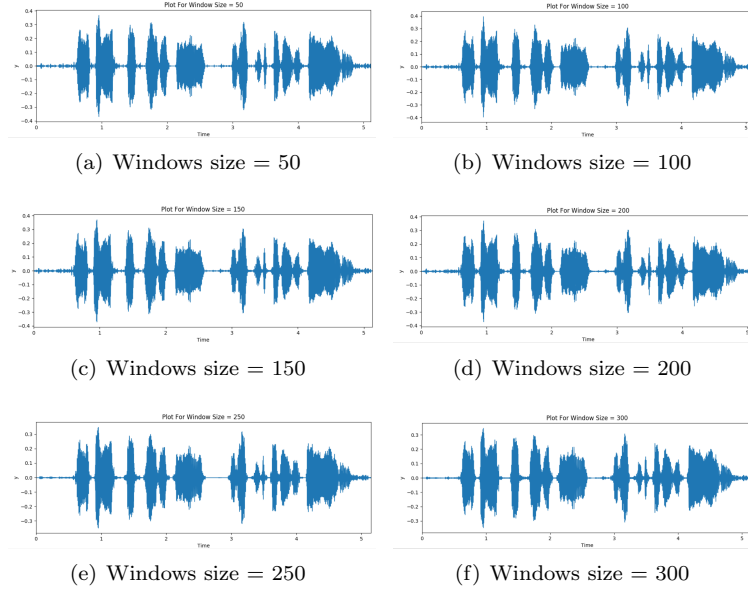 Plot For Window Size = 50
0.4
0.3
0.2
0.1
0.0
−0.1
−0.2
−0.3
−0.4
y
0 1 2 3 4 5
Time
(a) Windows size = 50
Plot For Window Size = 100
0.4
0.3
0.2
0.1
0.0
−0.1
−0.2
−0.3
−0.4
y
0 1 2 3 4 5
Time
(b) Windows size = 100
Plot For Window Size = 150
0.4
0.3
0.2
0.1
0.0
−0.1
−0.2
−0.3
−0.4
y
0 1 2 3 4 5
Time
(c) Windows size = 150
Plot For Window Size = 200
0.4
0.3
0.2
0.1
0.0
−0.1
−0.2
−0.3
−0.4
y
0 1 2 3 4 5
Time
(d) Windows size = 200
Plot For Window Size = 250
0.3
0.2
0.1
0.0
−0.1
−0.2
−0.3
y
0 1 2 3 4 5
Time
(e) Windows size = 250
Plot For Window Size = 300
0.3
0.2
0.1
0.0
−0.1
−0.2
−0.3
y
0 1 2 3 4 5
Time
(f) Windows size = 300